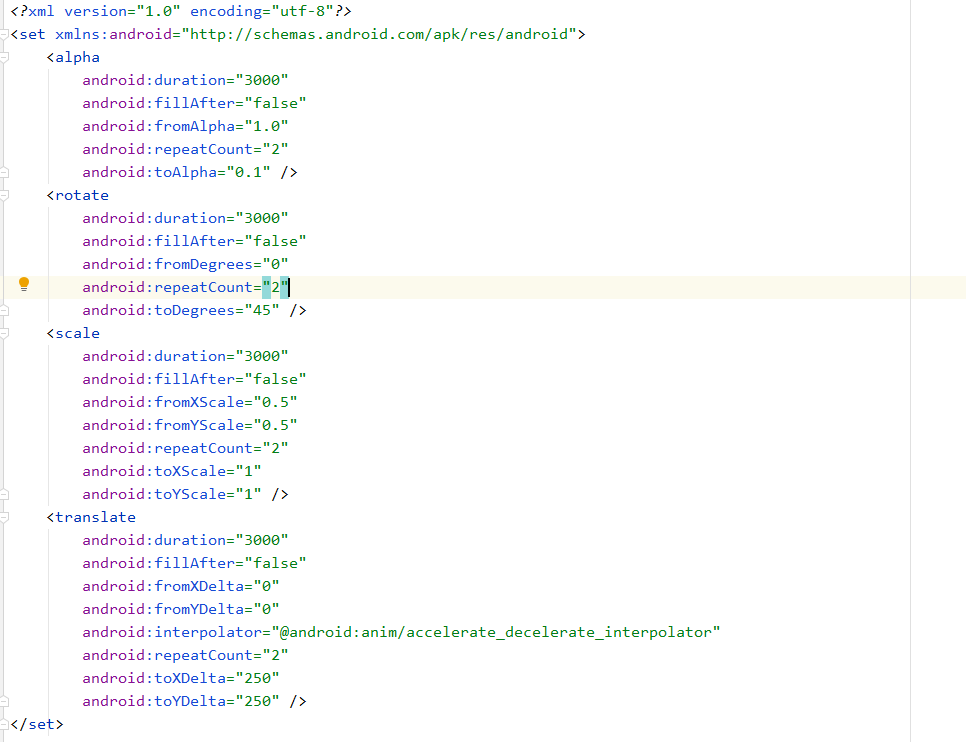 <?xml version="1.0" encoding="utf-8"?>
<set xmlns:android="http://schemas.android.com/apk/res/android">
    <alpha
        android:duration="3000"
        android:fillAfter="false"
        android:fromAlpha="1.0"
        android:repeatCount="2"
        android:toAlpha="0.1" />
    <rotate
        android:duration="3000"
        android:fillAfter="false"
        android:fromDegrees="0"
        android:repeatCount="2"
        android:toDegrees="45" />
    <scale
        android:duration="3000"
        android:fillAfter="false"
        android:fromXScale="0.5"
        android:fromYScale="0.5"
        android:repeatCount="2"
        android:toXScale="1"
        android:toYScale="1" />
    <translate
        android:duration="3000"
        android:fillAfter="false"
        android:fromXDelta="0"
        android:fromYDelta="0"
        android:interpolator="@android:anim/accelerate_decelerate_interpolator"
        android:repeatCount="2"
        android:toXDelta="250"
        android:toYDelta="250" />
</set>